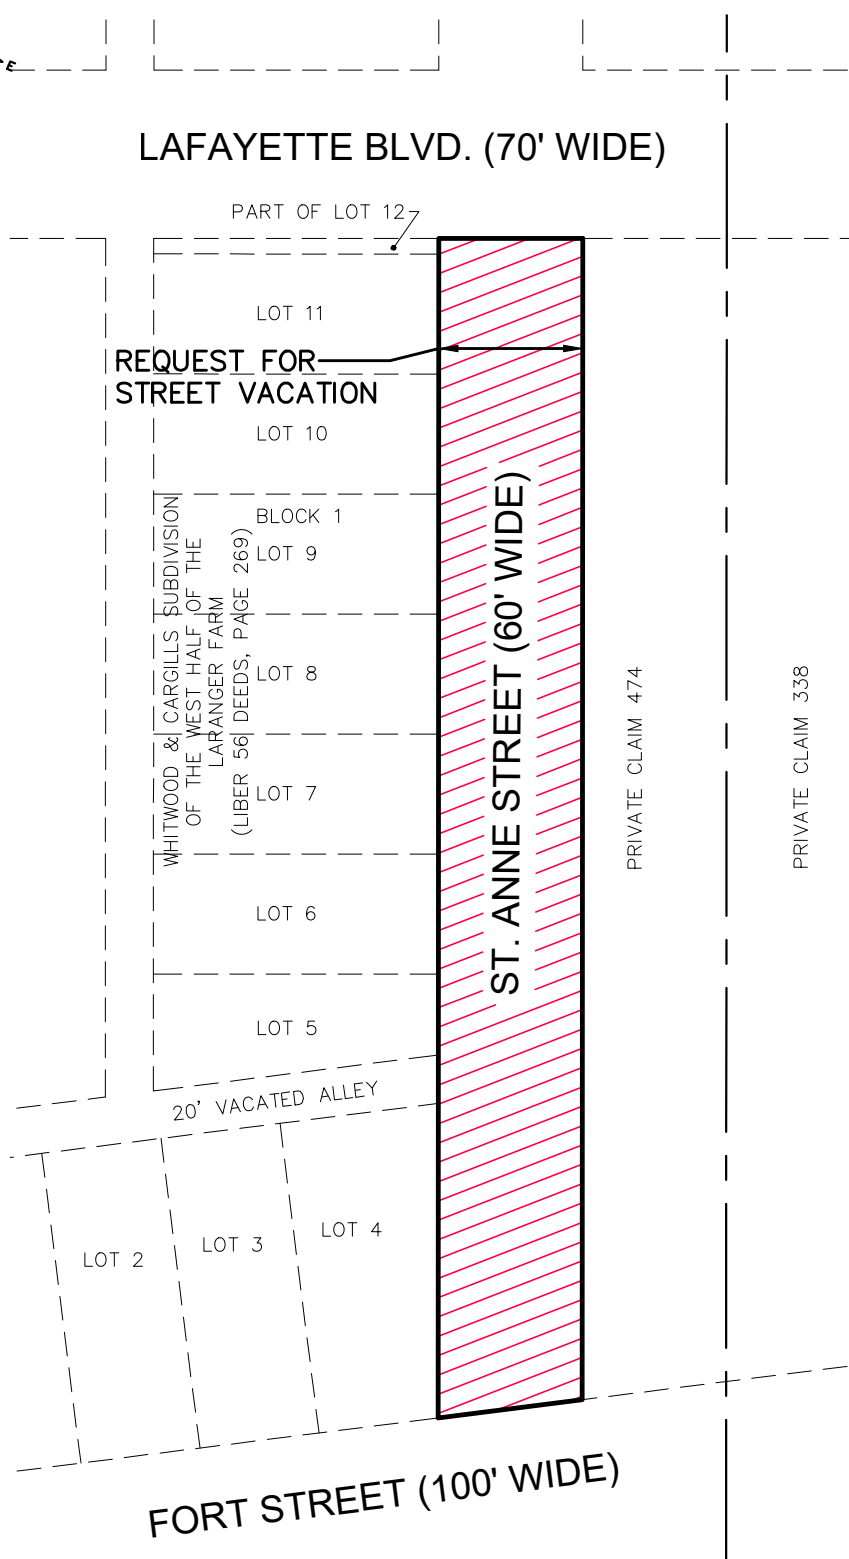 LAFAYETTE BLVD. (70' WIDE)
PART OF LOT 12
LOT 11
REQUEST FOR
STREET VACATION
LOT 10
BLOCK 1
LOT 9
WHITWOOD & CARGILLS SUBDIVISION
OF THE WEST HALF OF THE
LARANGER FARM
(LIBER 56 DEEDS, PAGE 269)
LOT 8
LOT 7
LOT 6
LOT 5
ST. ANNE STREET (60' WIDE)
PRIVATE CLAIM 474
PRIVATE CLAIM 338
20' VACATED ALLEY
LOT 4
LOT 3
LOT 2
FORT STREET (100' WIDE)